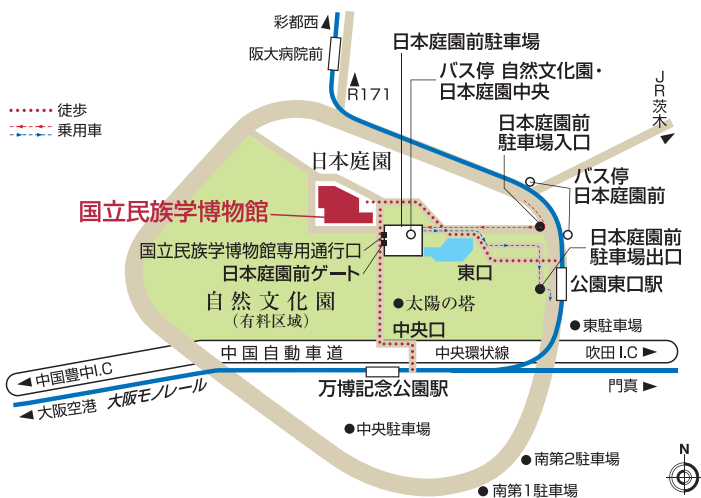 彩都西
阪大病院前
R171
日本庭園前駐車場
バス停 自然文化園・
日本庭園中央
JR茨木
徒歩
乗用車
日本庭園前
駐車場入口
日本庭園
バス停
日本庭園前
国立民族学博物館
国立民族学博物館専用通行口
日本庭園前ゲート
日本庭園前
駐車場出口
東口
公園東口駅
自然文化園
(有料区域)
太陽の塔
中央口
東駐車場
中国自動車道
中央環状線
吹田I.C
中国豊中I.C
大阪空港
大阪モノレール
万博記念公園駅
門真
中央駐車場
南第2駐車場
南第1駐車場
N